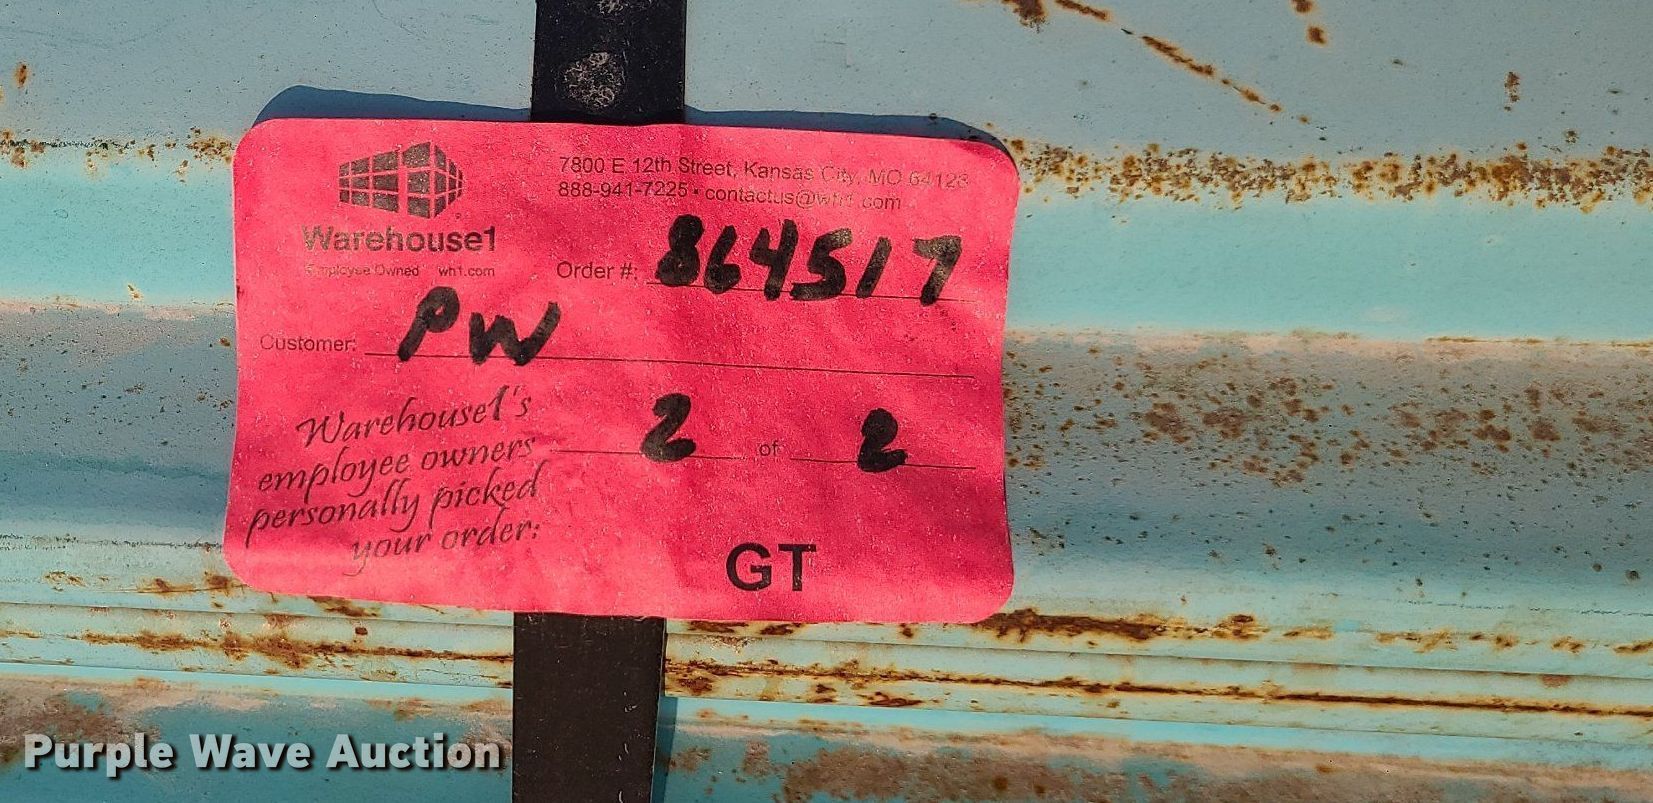 7800 E 12th Street, Kansas City, MO 64128
888-941-7225 • contactus@wh1.com
Warehouse1
Employee Owned wh1.com
Order #: 864517
Customer: PW
Warehouse1's
employee owners
personally picked
your order:
2 of 2
GT
Purple Wave Auction